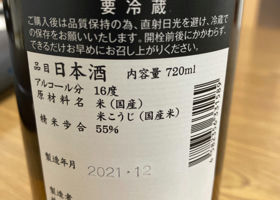 要冷蔵
ご購入後は品質保持の為、直射日光を避け、冷蔵で
の保存をお願いいたします。開栓前後にかかわらず、
できるだけお早めにお召し上がりください。
品目 日本酒 内容量 720ml
アルコール分 16度
原材料名 米(国産)
米こうじ(国産米)
精米歩合 55%
製造年月 2021.12
製造者